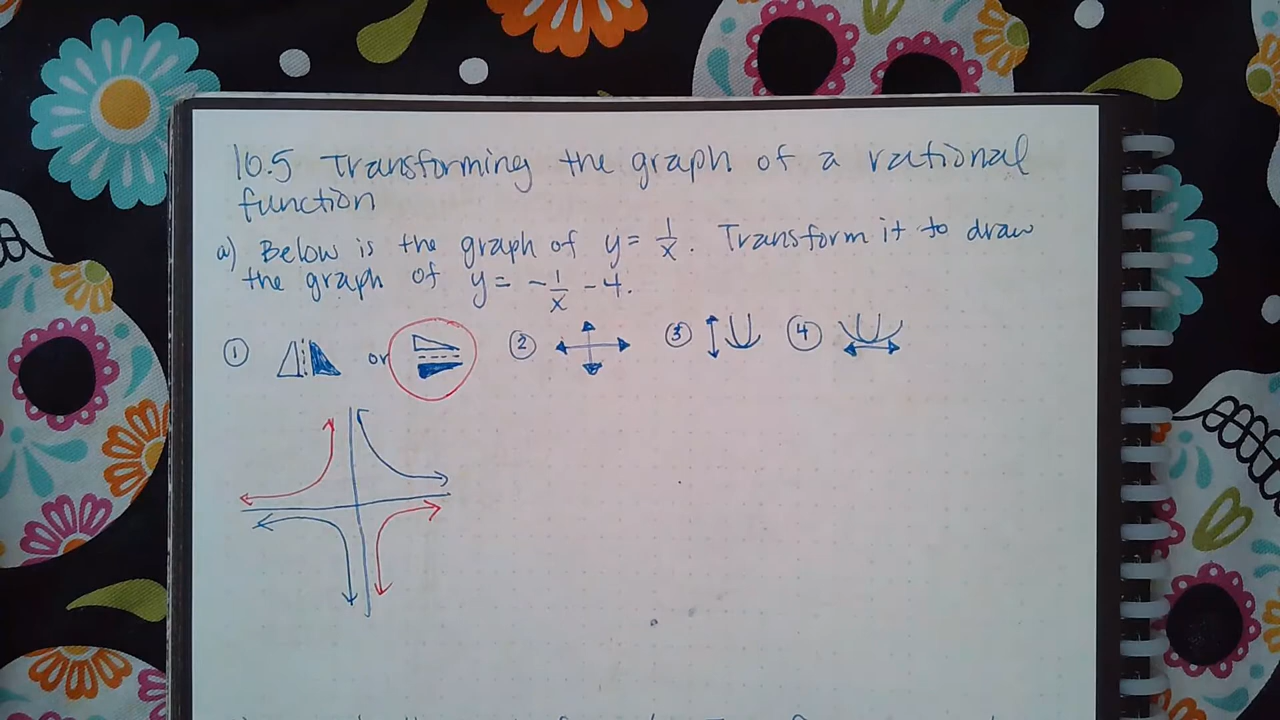 10.5 Transforming the graph of a rational
function
a) Below is the graph of y = 1/x. Transform it to draw
the graph of y = -1/x - 4.
① or ② ③ ④